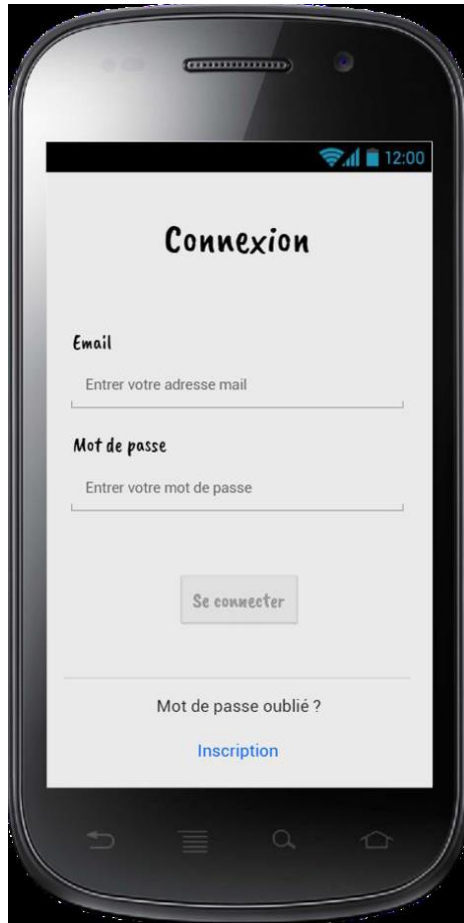 12:00
Connexion
Email
Entrer votre adresse mail
Mot de passe
Entrer votre mot de passe
Se connecter
Mot de passe oublié ?
Inscription